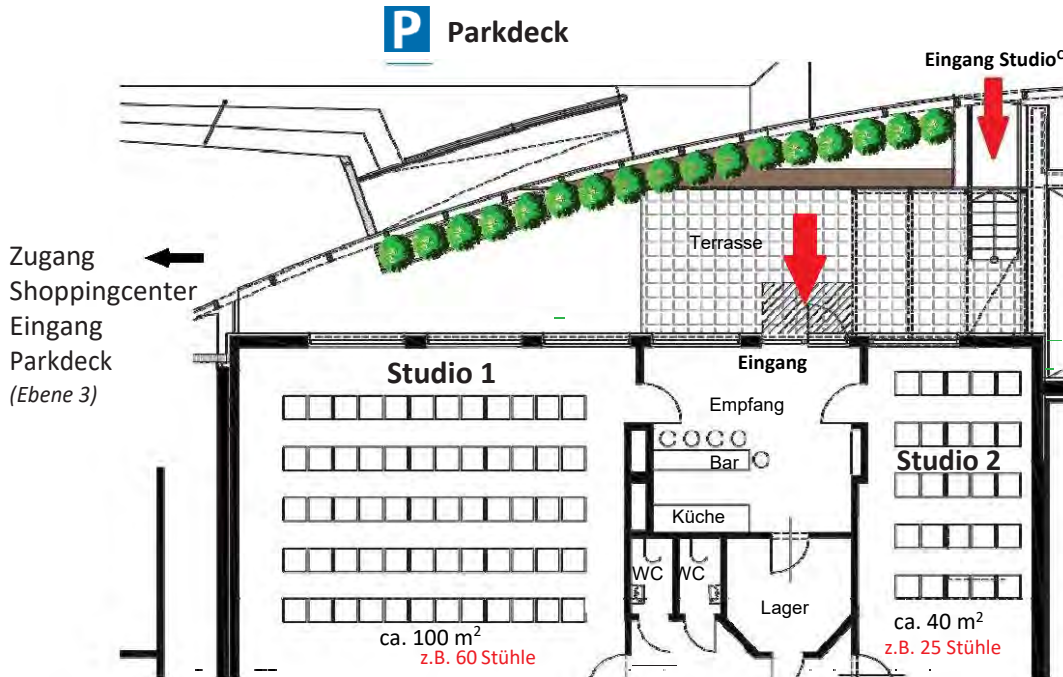 P Parkdeck
Eingang Studio
Zugang
Shoppingcenter
Eingang
Parkdeck
(Ebene 3)
Terrasse
Eingang
Studio 1
Empfang
Bar
Studio 2
Küche
WC WC
Lager
ca. 100 m²
z.B. 60 Stühle
ca. 40 m²
z.B. 25 Stühle